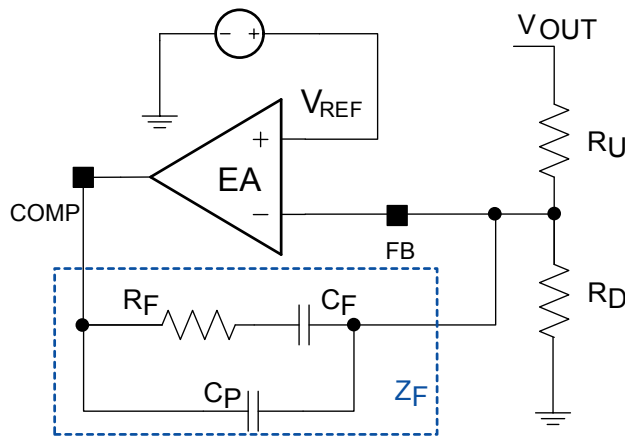 - +
VOUT
VREF
+
RU
EA
COMP
−
FB
RF
CF
RD
CP
ZF